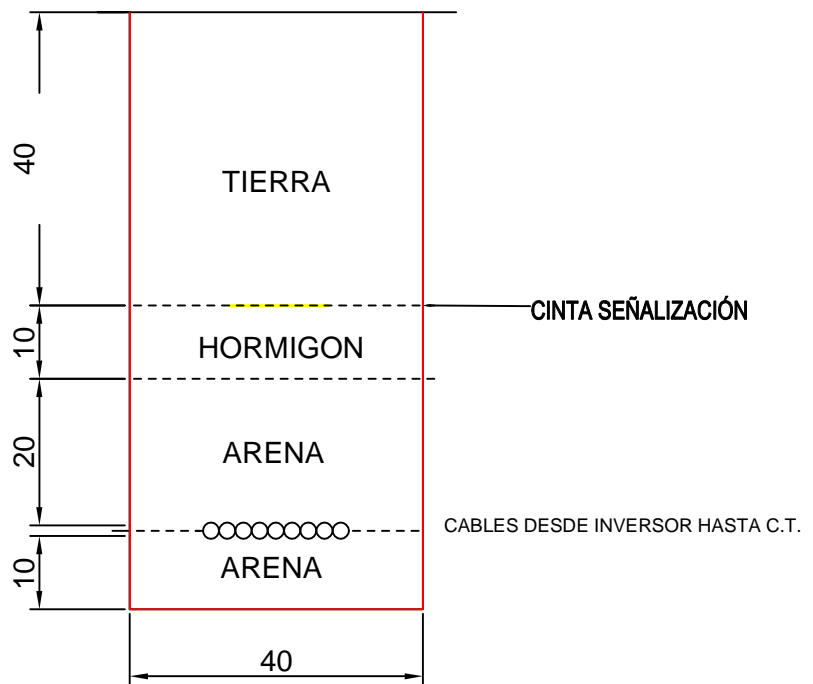 40
TIERRA
CINTA SEÑALIZACIÓN
10
HORMIGON
20
ARENA
CABLES DESDE INVERSOR HASTA C.T.
10
ARENA
40